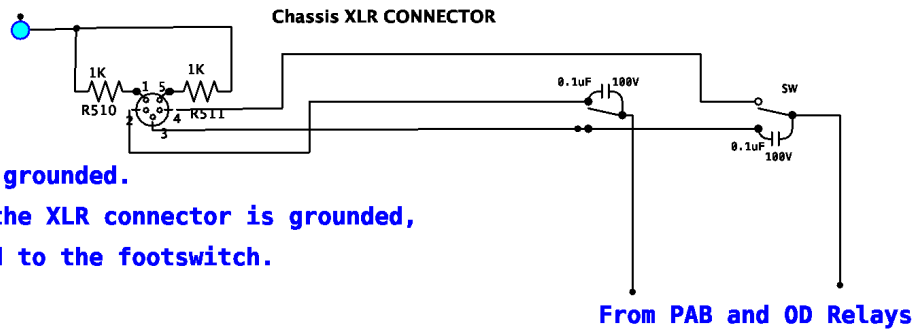 Chassis XLR CONNECTOR
1K
1K
0.1uF
100V
SW
1
5
R510
R511
2
4
3
0.1uF
100V
grounded.
the XLR connector is grounded,
to the footswitch.
From PAB and OD Relays